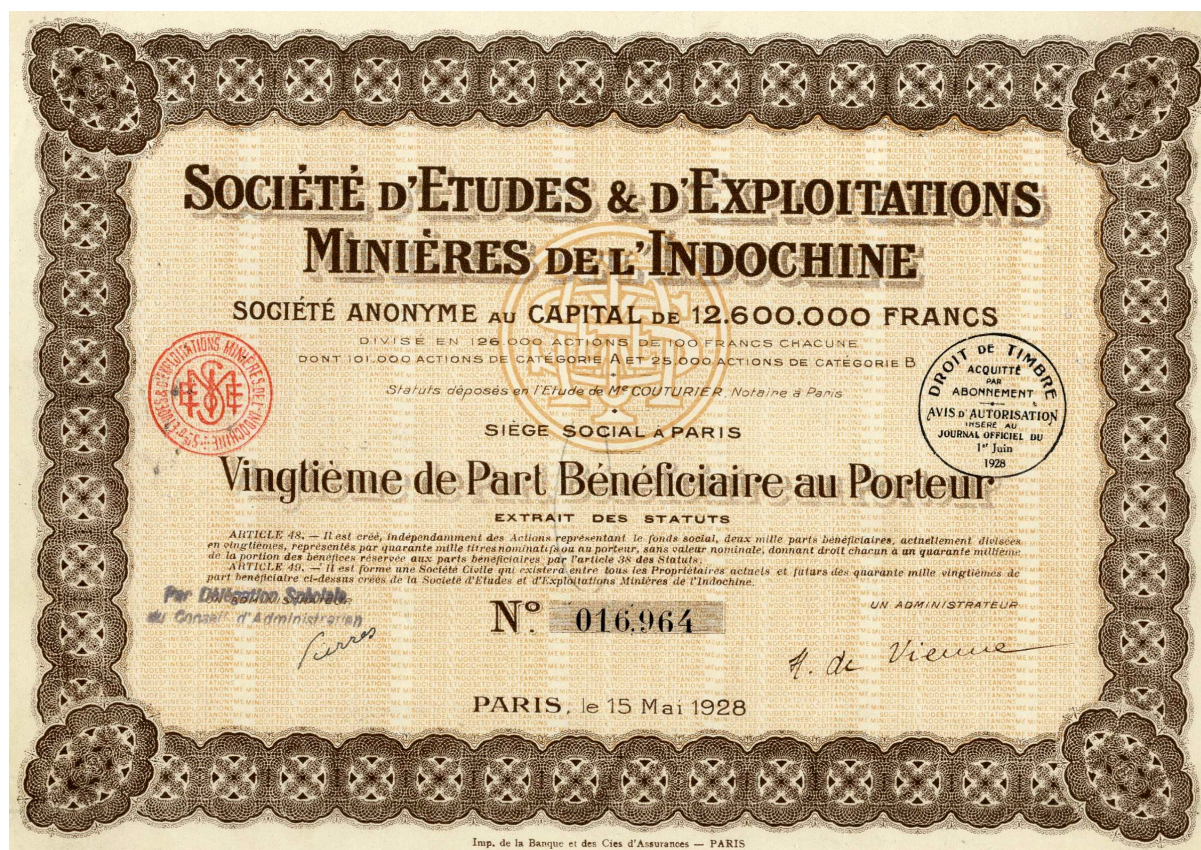 SOCIÉTÉ D'ETUDES & D'EXPLOITATIONS
MINIÈRES DE L'INDOCHINE
SOCIÉTÉ ANONYME AU CAPITAL DE 12.600.000 FRANCS
DIVISÉ EN 126.000 ACTIONS DE 100 FRANCS CHACUNE
DONT 101.000 ACTIONS DE CATÉGORIE A ET 25.000 ACTIONS DE CATÉGORIE B
Statuts déposés en l'Etude de Me COUTURIER, Notaire à Paris
SIÈGE SOCIAL À PARIS
Sté D'ETUDES & D'EXPLOITATIONS MINIÈRES DE L'INDOCHINE
DROIT DE TIMBRE
ACQUITTÉ
PAR
ABONNEMENT
AVIS D'AUTORISATION
INSÉRÉ AU
JOURNAL OFFICIEL DU
1er Juin
1928
Vingtième de Part Bénéficiaire au Porteur
EXTRAIT DES STATUTS
ARTICLE 48. — Il est créé, indépendamment des Actions représentant le fonds social, deux mille parts bénéficiaires, actuellement divisées
en vingtièmes, représentés par quarante mille titres nominatifs ou au porteur, sans valeur nominale, donnant droit chacun à un quarante millième
de la portion des bénéfices réservée aux parts bénéficiaires par l'article 38 des Statuts.
ARTICLE 49. — Il est formé une Société Civile qui existera entre tous les Propriétaires actuels et futurs des quarante mille vingtièmes de
part bénéficiaire ci-dessus créés de la Société d'Etudes et d'Exploitations Minières de l'Indochine.
Par Délégation Spéciale
du Conseil d'Administration
No. 016,964
UN ADMINISTRATEUR
H. de Vienne
PARIS, le 15 Mai 1928
Imp. de la Banque et des Cies d'Assurances — PARIS